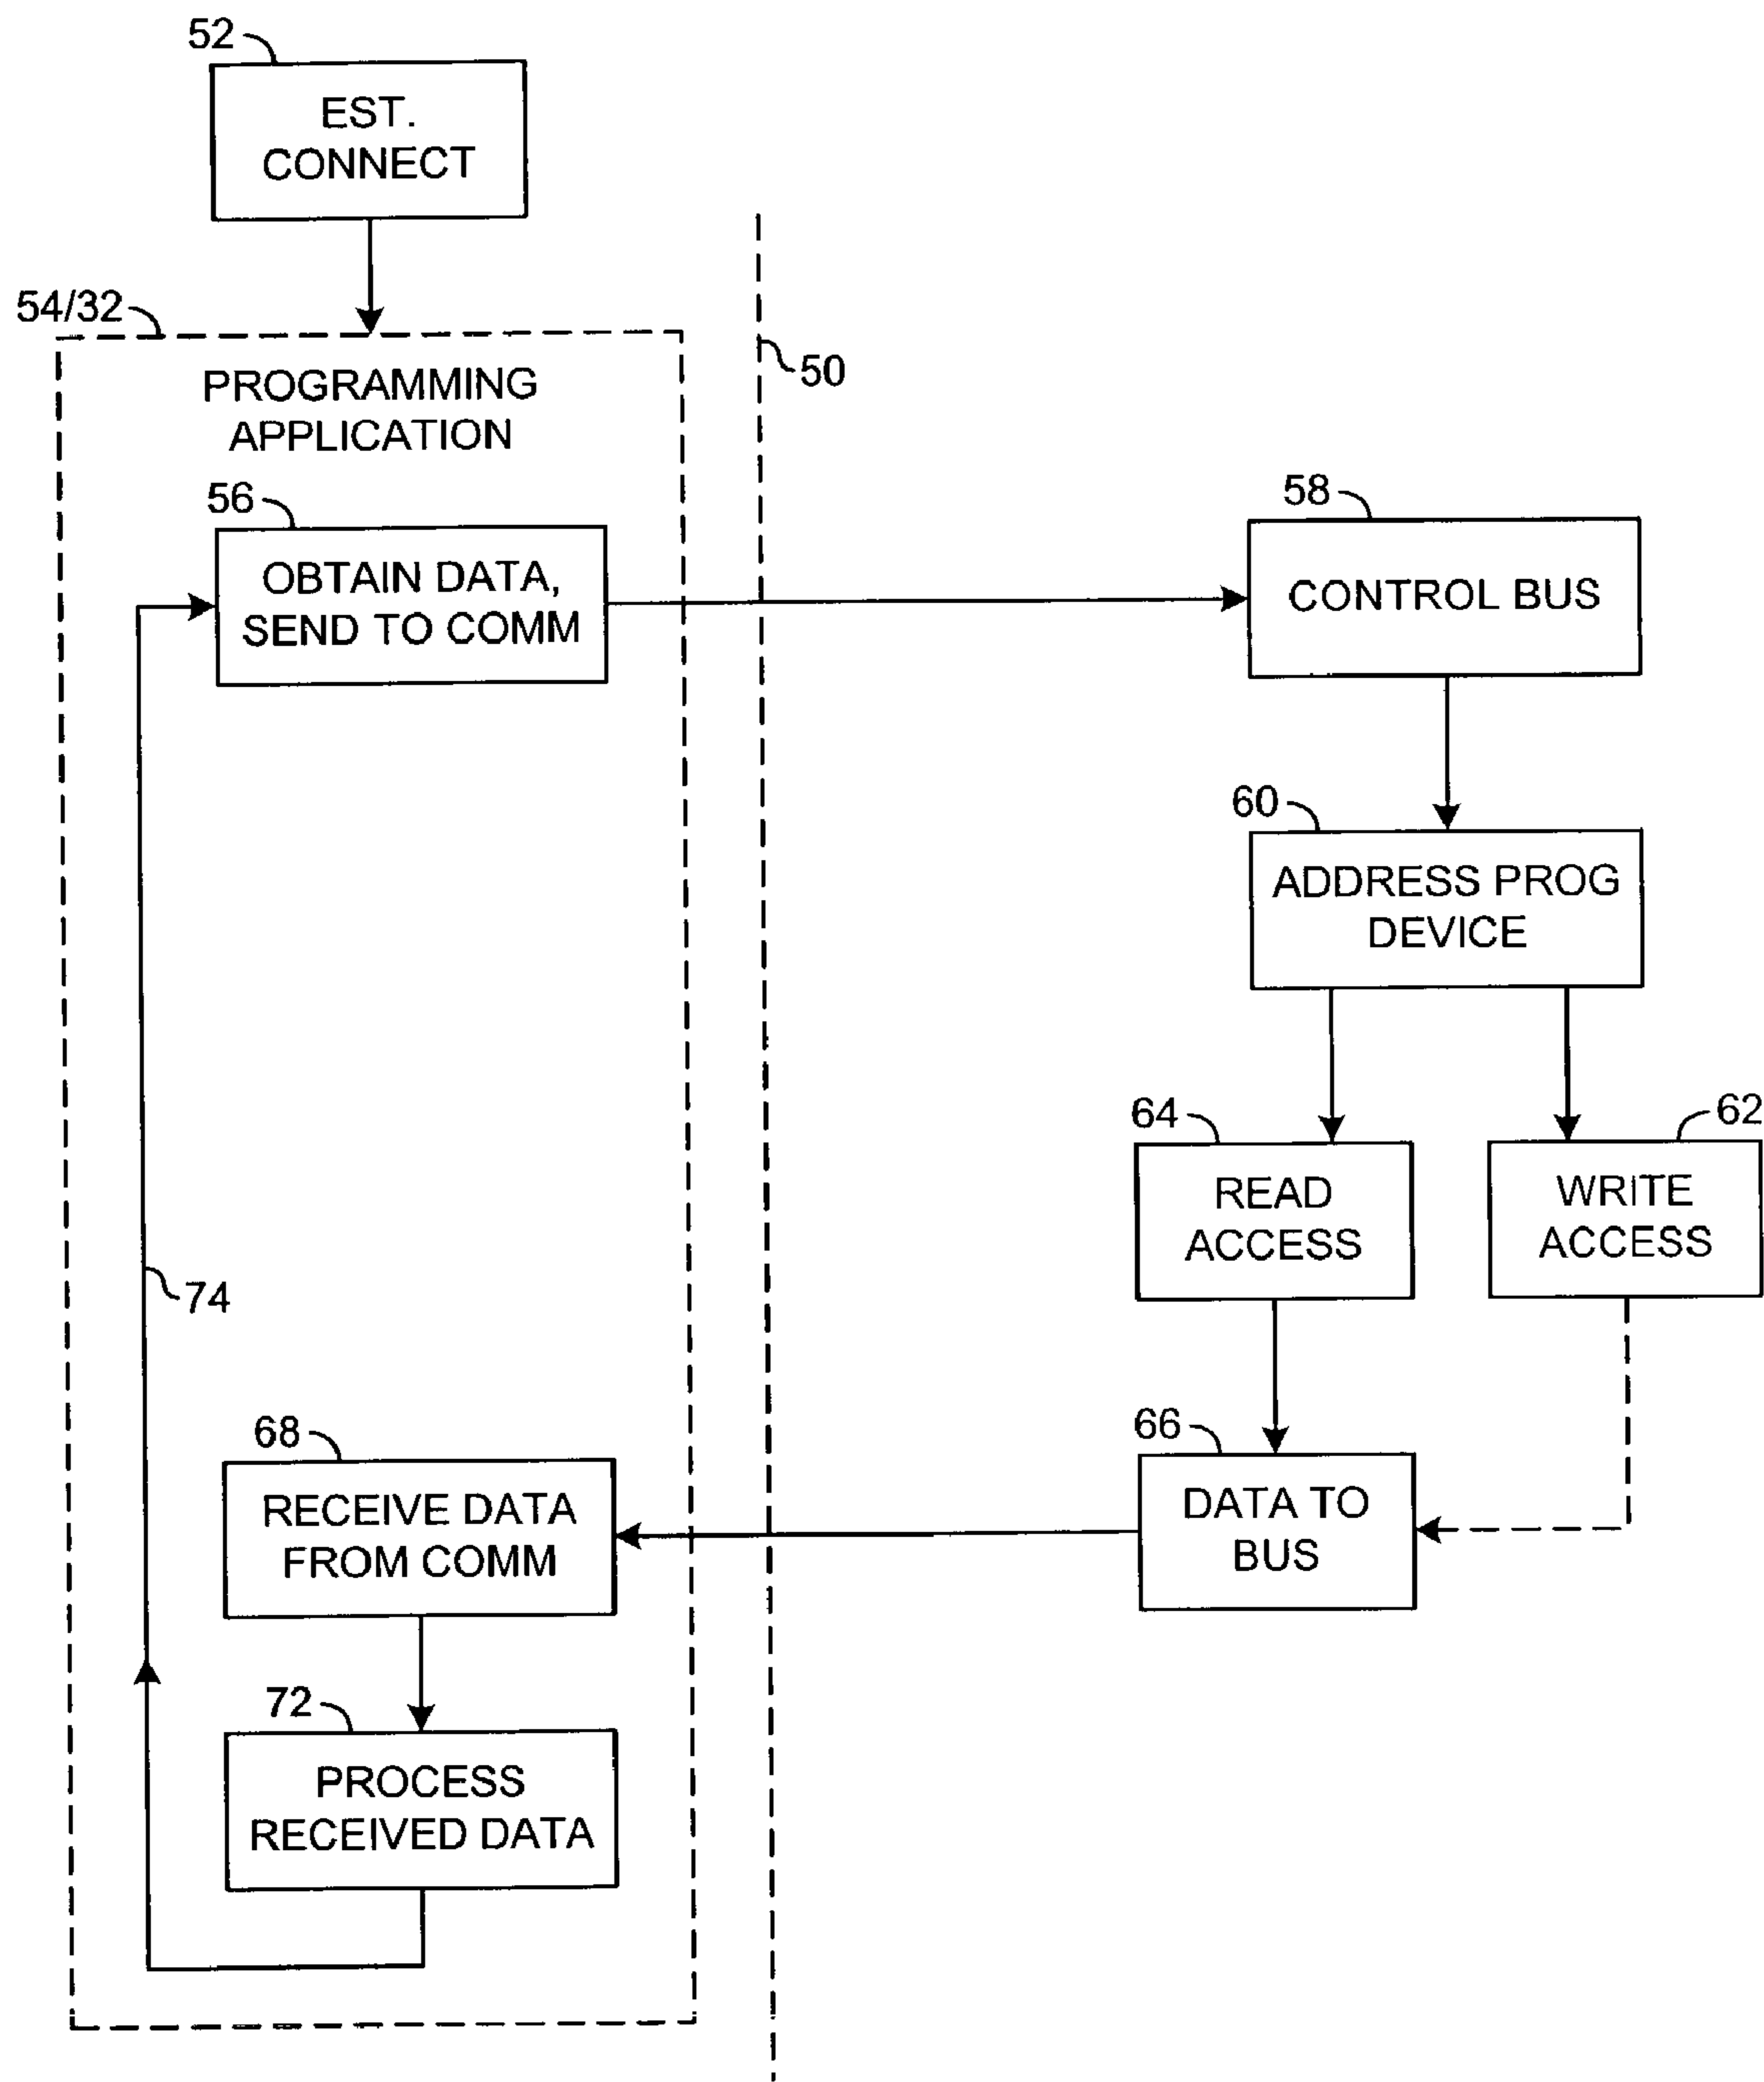 52
EST.
CONNECT
54/32
PROGRAMMING
APPLICATION
50
56
OBTAIN DATA,
SEND TO COMM
58
CONTROL BUS
60
ADDRESS PROG
DEVICE
64
READ
ACCESS
62
WRITE
ACCESS
74
68
RECEIVE DATA
FROM COMM
66
DATA TO
BUS
72
PROCESS
RECEIVED DATA